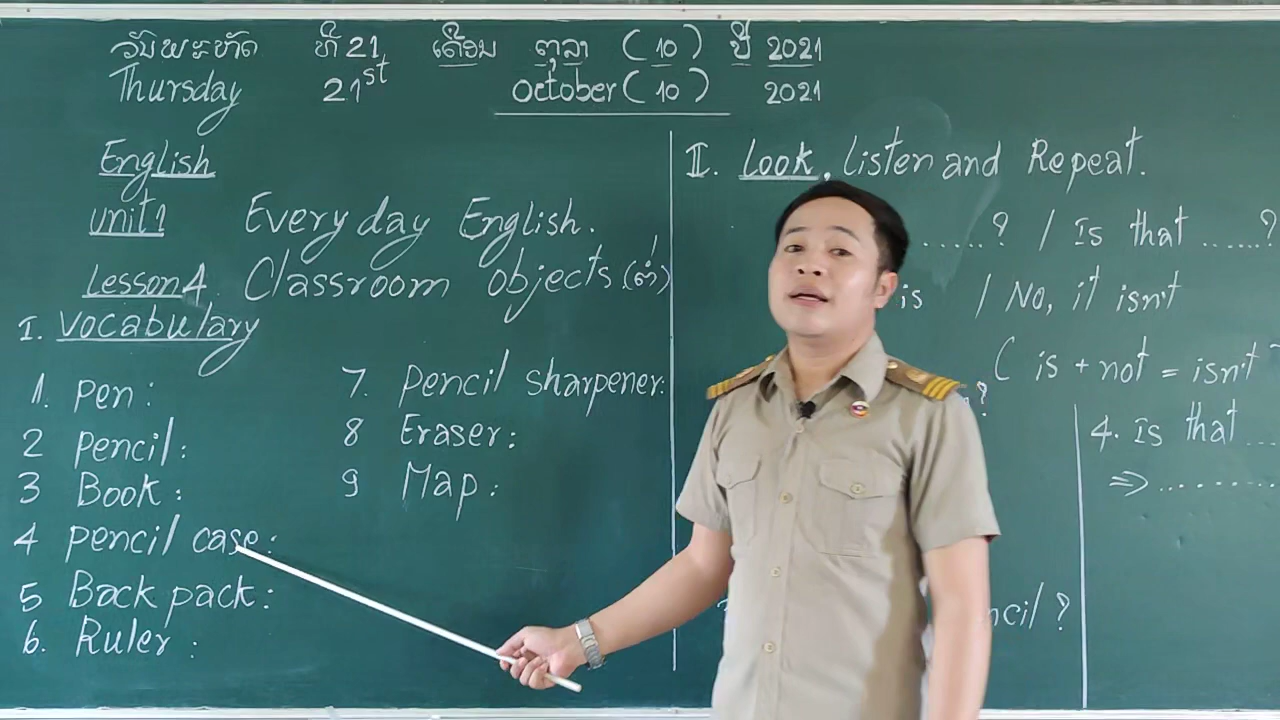 ວັນພະຫັດ ທີ 21 ເດືອນ ຕຸລາ (10) ປີ 2021
Thursday 21st October (10) 2021
English
Unit 1 Every day English.
Lesson 4 Classroom objects (ຕໍ່)
I. Vocabulary
1. Pen:
2 Pencil:
3 Book:
4 Pencil case:
5 Back pack:
6. Ruler:
7. Pencil sharpener:
8 Eraser:
9 Map:
II. Look, Listen and Repeat.
......? / Is that ......?
is / No, it isn't
( is + not = isn't
?
4. Is that ...
⇒ ........
ncil ?